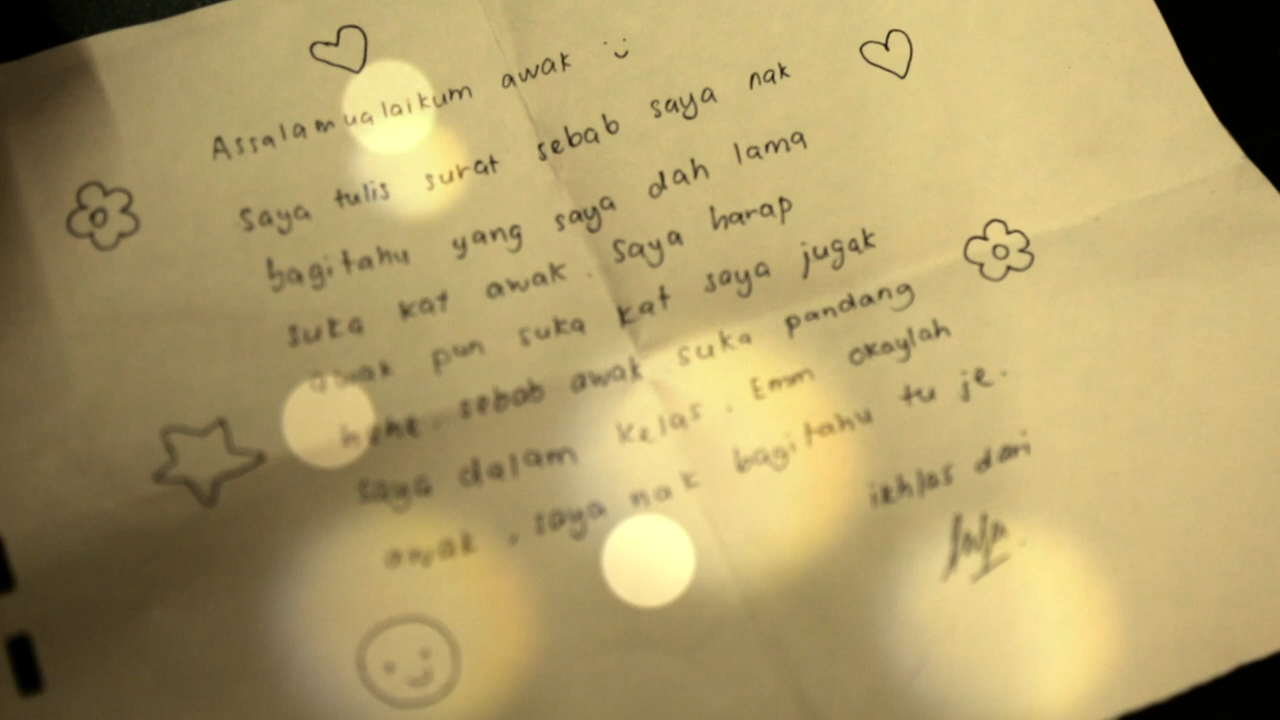 Assalamualaikum awak
Saya tulis surat sebab saya nak
bagitahu yang saya dah lama
suka kat awak. Saya harap
awak pun suka kat saya jugak
hehe. sebab awak suka pandang
saya dalam kelas. Emm okaylah
awak, saya nak bagitahu tu je.
ikhlas dari